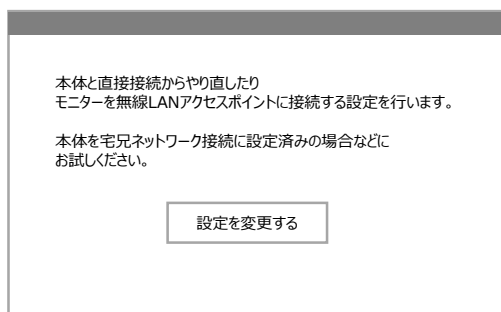 本体と直接接続からやり直したり
モニターを無線LANアクセスポイントに接続する設定を行います。
本体を宅兄ネットワーク接続に設定済みの場合などに
お試しください。
設定を変更する